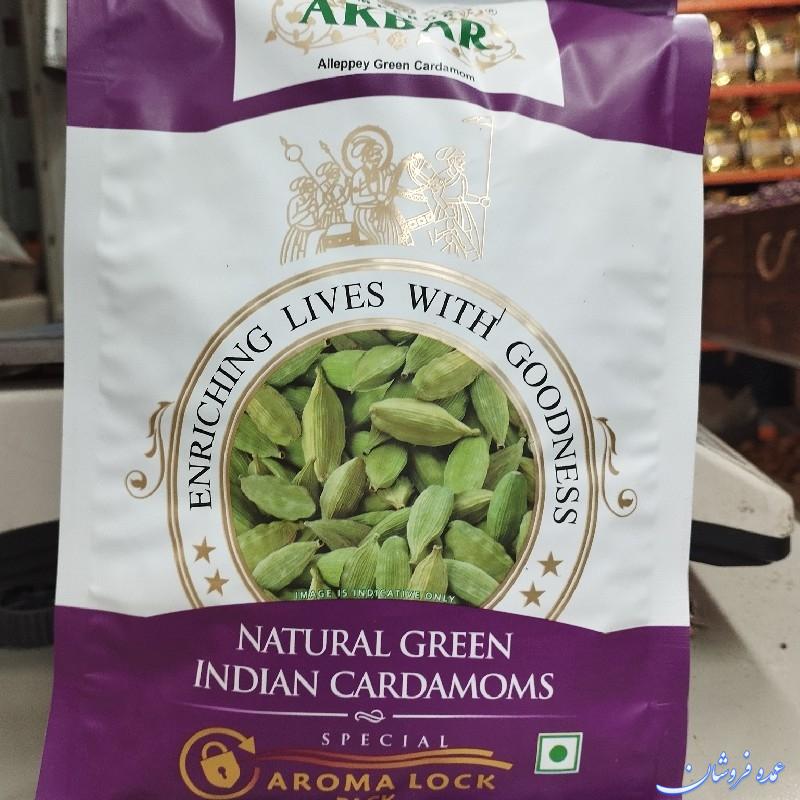 AKBAR
Alleppey Green Cardamom
ENRICHING LIVES WITH GOODNESS
IMAGE IS INDICATIVE ONLY
NATURAL GREEN
INDIAN CARDAMOMS
SPECIAL
AROMA LOCK
PACK
عمده فروشان